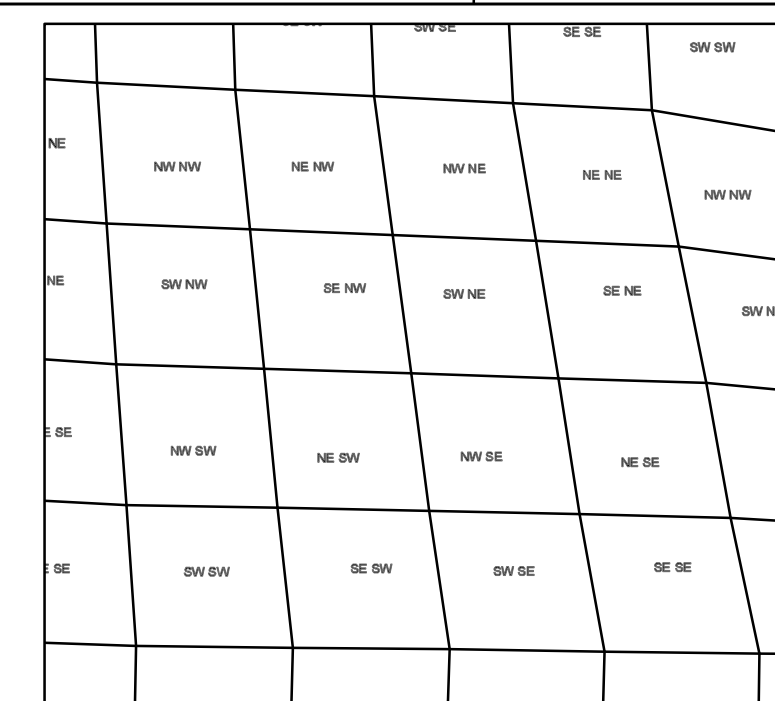 SW SE
SE SE
SW SW
NE
NW NW
NE NW
NW NE
NE NE
NW NW
NE
SW NW
SE NW
SW NE
SE NE
SW N
E SE
NW SW
NE SW
NW SE
NE SE
E SE
SW SW
SE SW
SW SE
SE SE